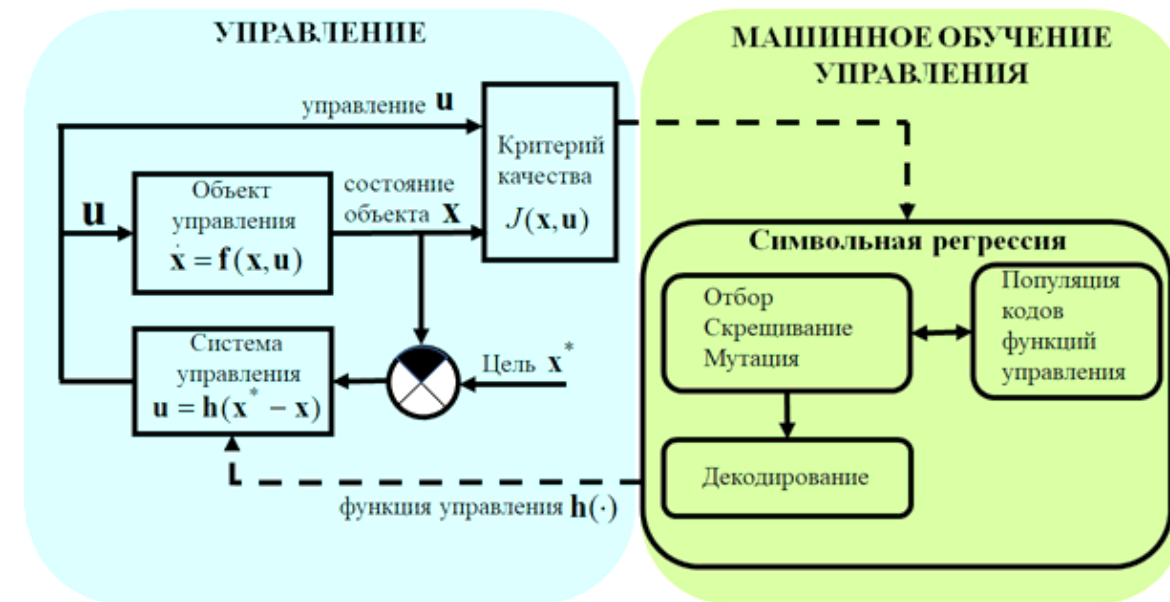 УПРАВЛЕНИЕ
управление u
Критерий
качества
J(x, u)
u
Объект
управления
ẋ = f(x, u)
состояние
объекта x
Система
управления
u = h(x* − x)
Цель x*
функция управления h(·)
МАШИННОЕ ОБУЧЕНИЕ
УПРАВЛЕНИЯ
Символьная регрессия
Отбор
Скрещивание
Мутация
Популяция
кодов
функций
управления
Декодирование